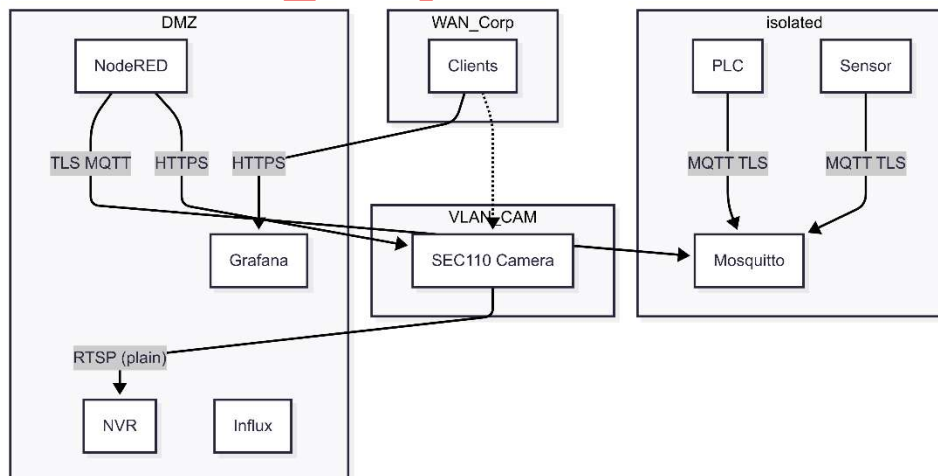 DMZ
WAN_Corp
isolated
NodeRED
Clients
PLC
Sensor
TLS MQTT
HTTPS
HTTPS
MQTT TLS
MQTT TLS
VLAN_CAM
Grafana
SEC110 Camera
Mosquitto
RTSP (plain)
NVR
Influx